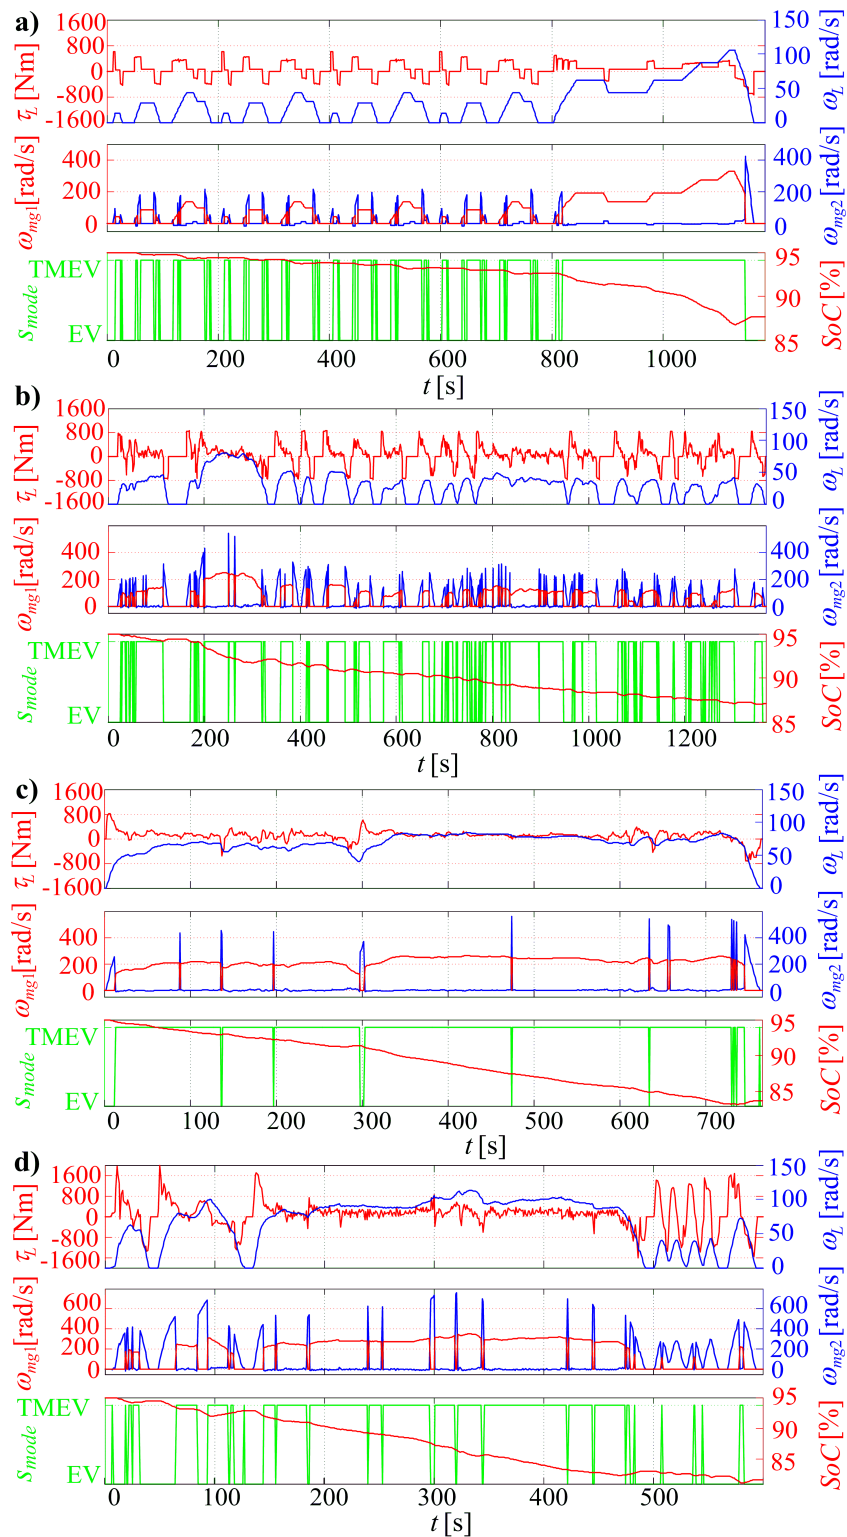 a)
1600
800
0
-800
-1600
τL [Nm]
150
100
50
0
ωL [rad/s]
400
200
0
ωmg1[rad/s]
400
200
0
ωmg2 [rad/s]
TMEV
EV
smode
95
90
85
SoC [%]
0 200 400 600 800 1000
t [s]
b)
1600
800
0
-800
-1600
τL [Nm]
150
100
50
0
ωL [rad/s]
400
200
0
ωmg1[rad/s]
400
200
0
ωmg2 [rad/s]
TMEV
EV
smode
95
90
85
SoC [%]
0 200 400 600 800 1000 1200
t [s]
c)
1600
800
0
-800
-1600
τL [Nm]
150
100
50
0
ωL [rad/s]
400
200
0
ωmg1[rad/s]
400
200
0
ωmg2 [rad/s]
TMEV
EV
smode
95
90
85
SoC [%]
0 100 200 300 400 500 600 700
t [s]
d)
1600
800
0
-800
-1600
τL [Nm]
150
100
50
0
ωL [rad/s]
600
400
200
0
ωmg1[rad/s]
600
400
200
0
ωmg2 [rad/s]
TMEV
EV
smode
95
90
85
SoC [%]
0 100 200 300 400 500
t [s]